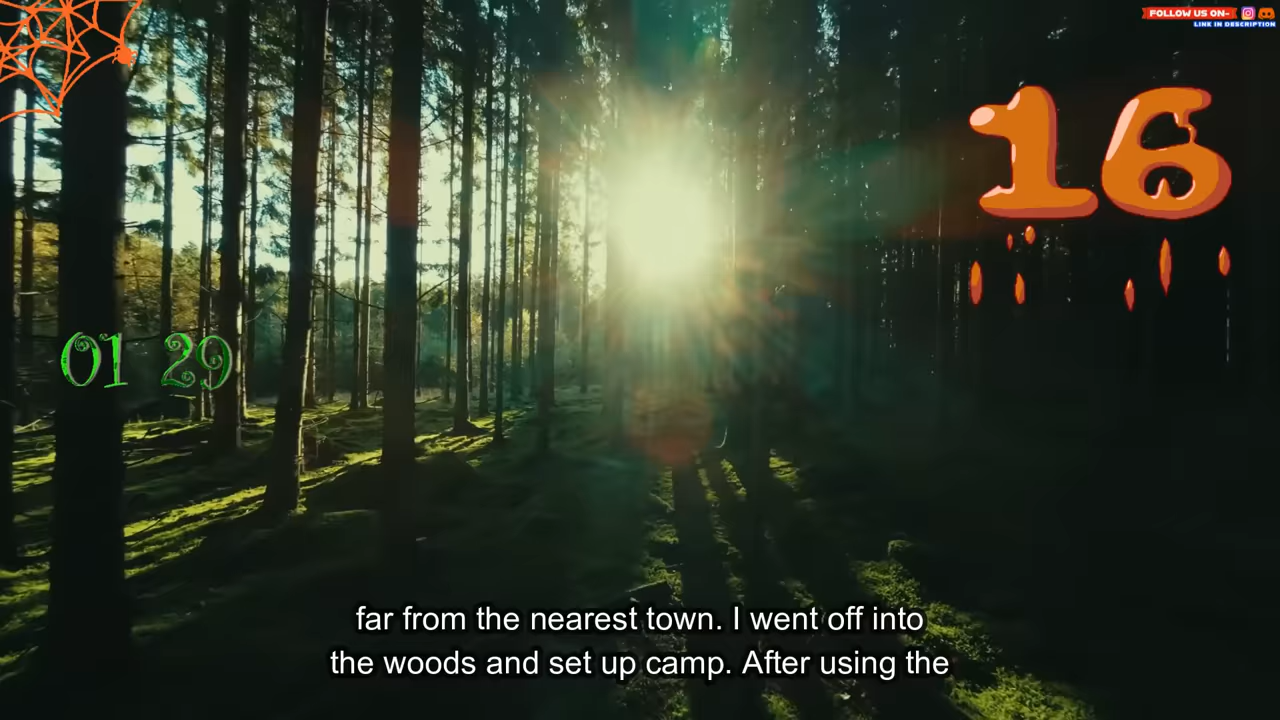 FOLLOW US ON-
LINK IN DESCRIPTION
16
01 29
far from the nearest town. I went off into
the woods and set up camp. After using the